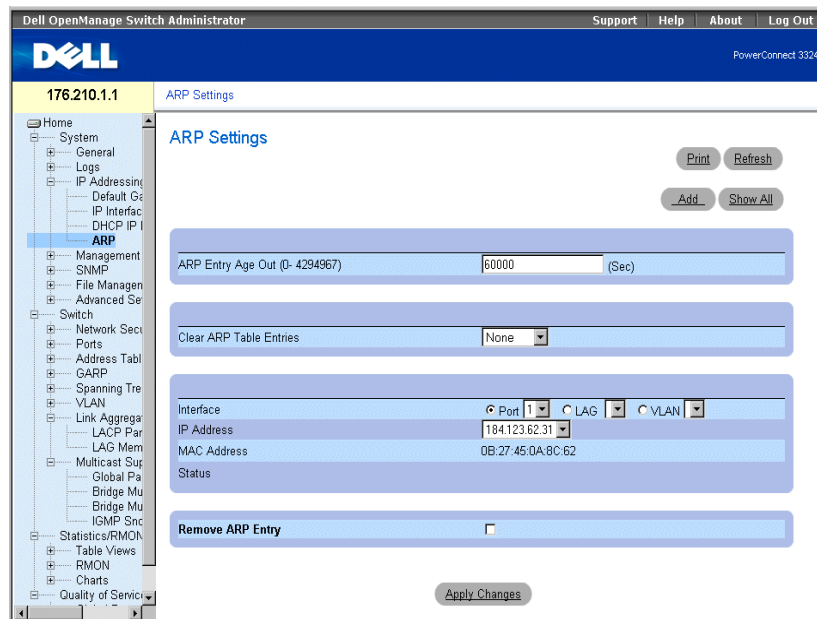 Dell OpenManage Switch Administrator
Support Help About Log Out
DELL
PowerConnect 3324
176.210.1.1
ARP Settings
Home
System
General
Logs
IP Addressing
Default Ga
IP Interfac
DHCP IP I
ARP
Management
SNMP
File Managen
Advanced Se
Switch
Network Secu
Ports
Address Tabl
GARP
Spanning Tre
VLAN
Link Aggrega
LACP Par
LAG Mem
Multicast Sup
Global Pa
Bridge Mu
Bridge Mu
IGMP Sno
Statistics/RMON
Table Views
RMON
Charts
Quality of Service
ARP Settings
Print Refresh
Add Show All
ARP Entry Age Out (0- 4294967) 60000 (Sec)
Clear ARP Table Entries None
Interface Port 1 LAG VLAN
IP Address 184.123.62.31
MAC Address 0B:27:45:0A:8C:62
Status
Remove ARP Entry
Apply Changes